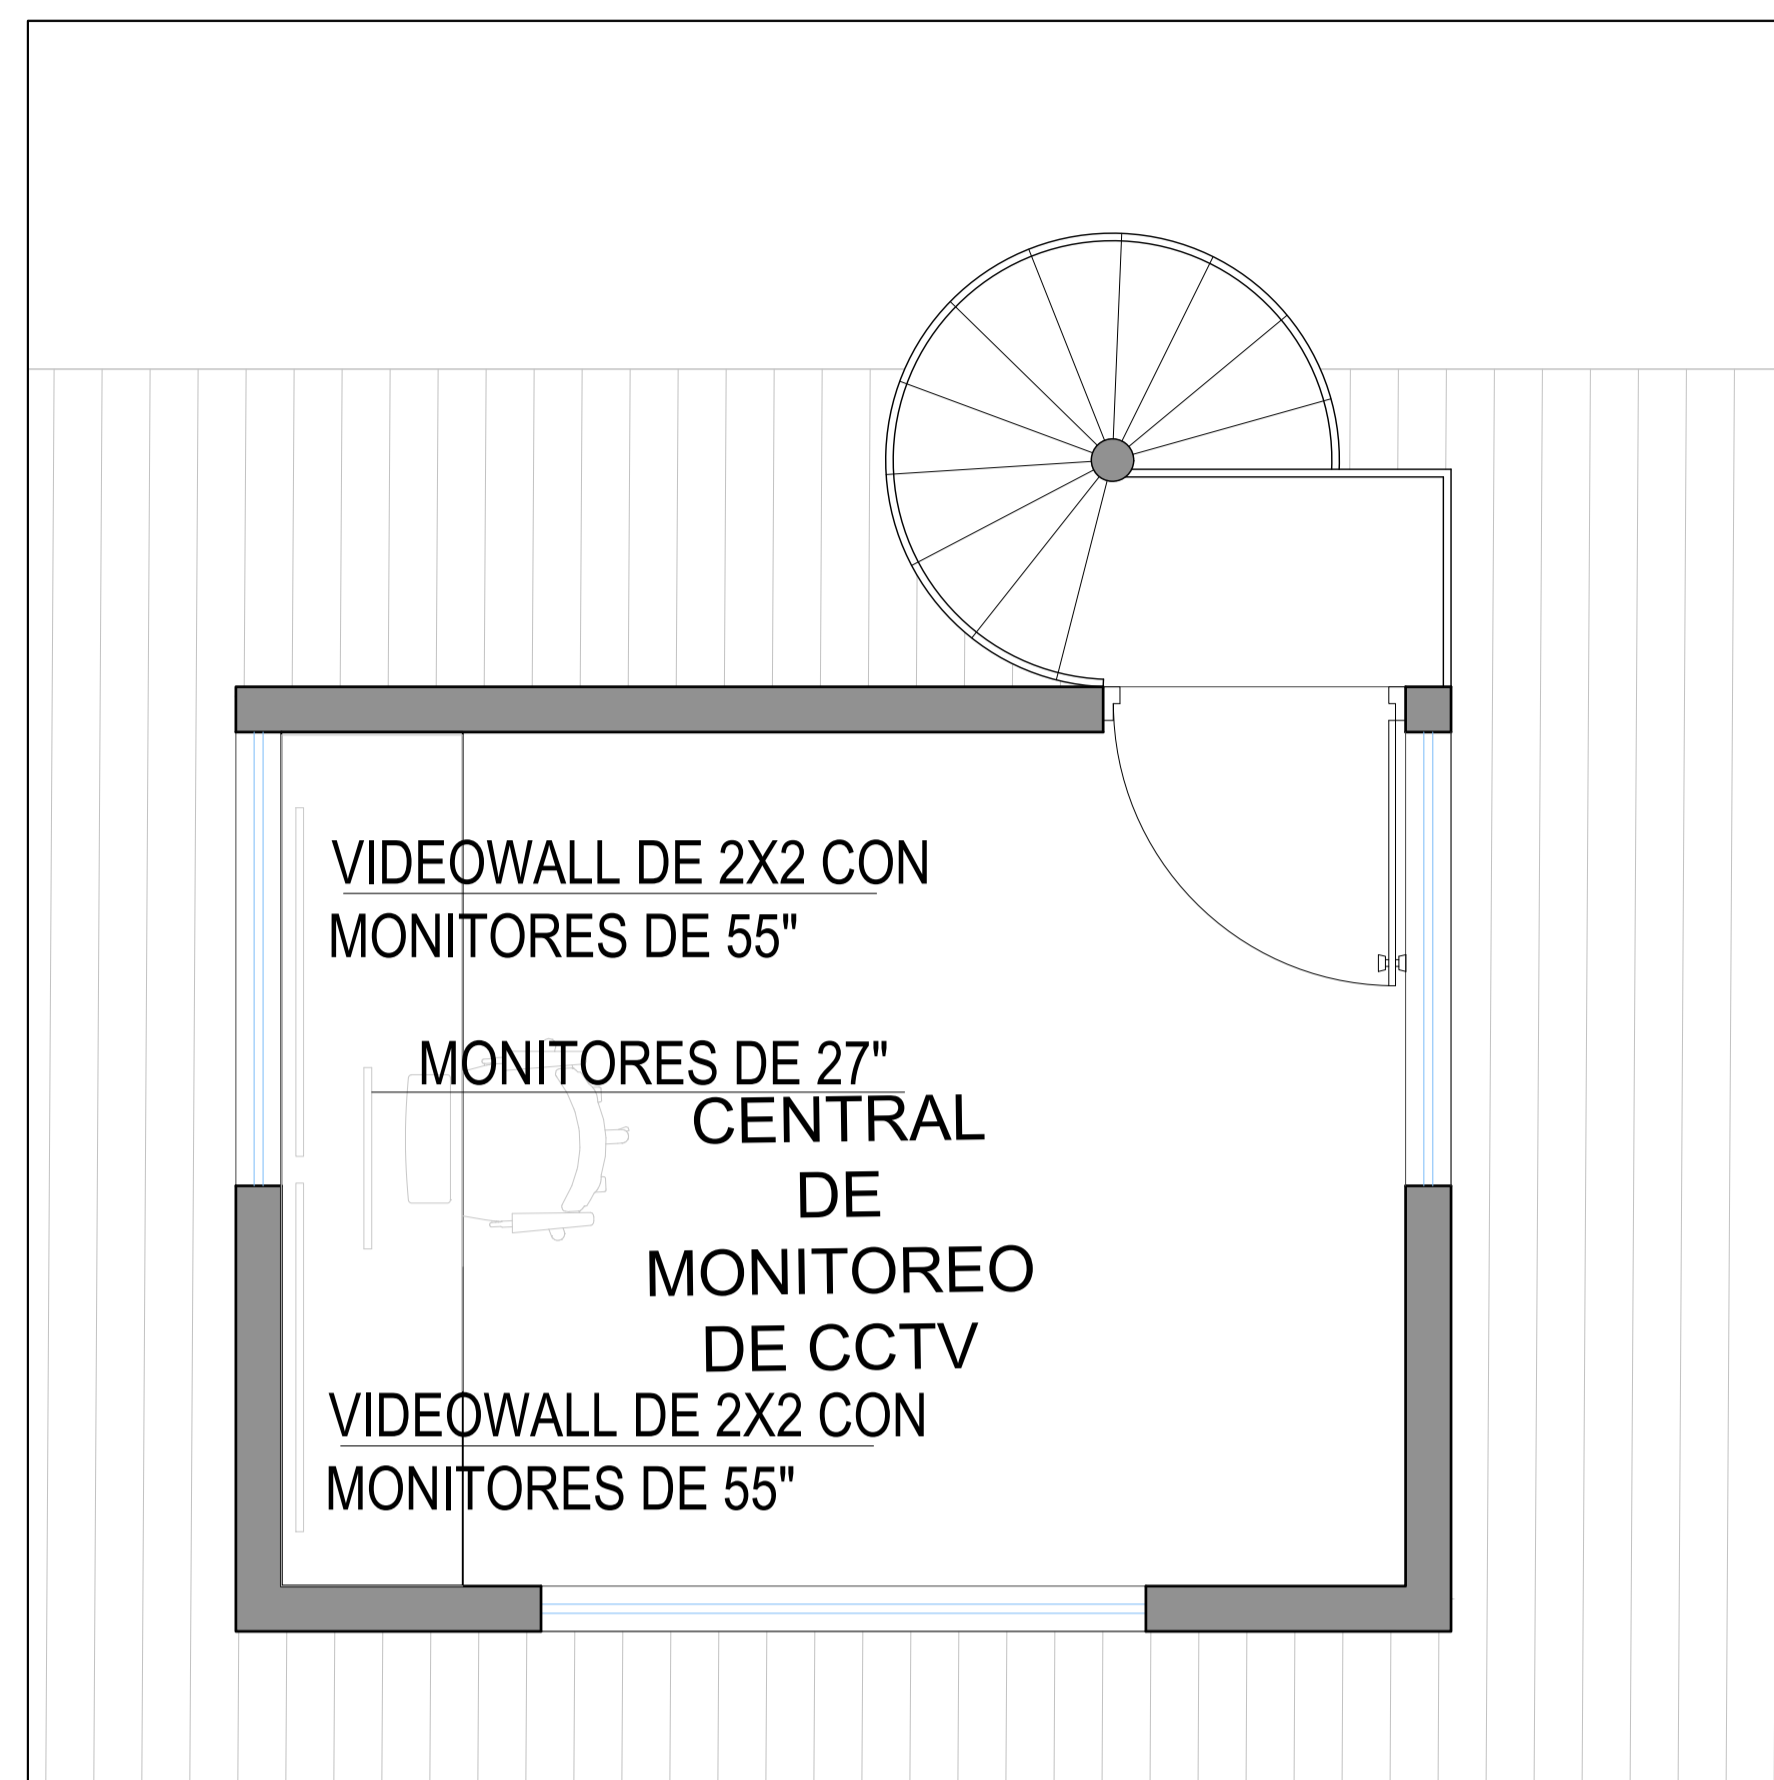 VIDEOWALL DE 2X2 CON
MONITORES DE 55"
MONITORES DE 27"
CENTRAL
DE
MONITOREO
DE CCTV
VIDEOWALL DE 2X2 CON
MONITORES DE 55"